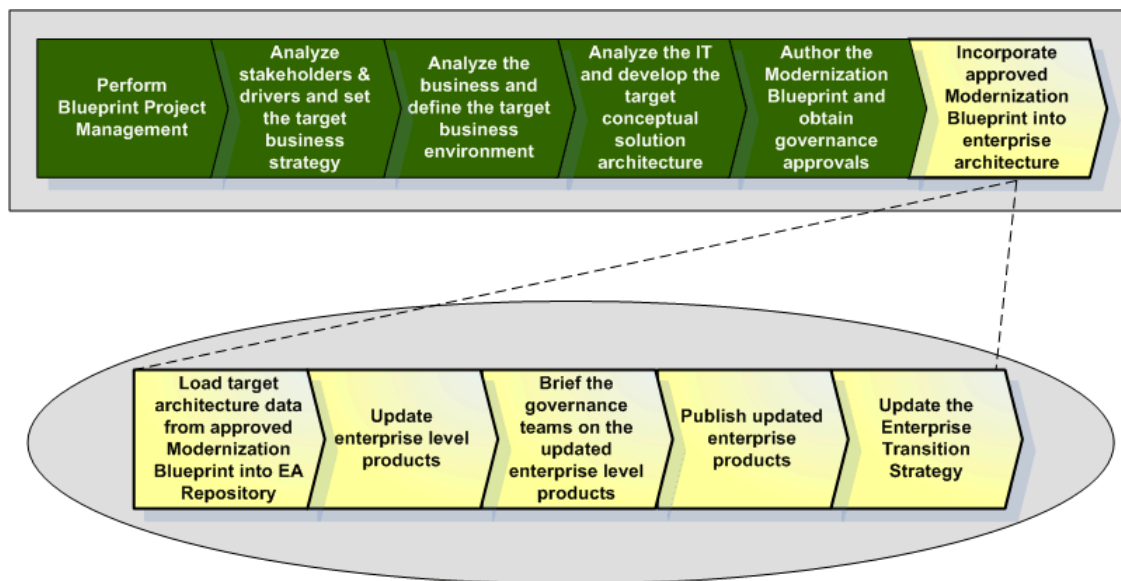 Perform
Blueprint Project
Management
Analyze
stakeholders &
drivers and set
the target
business
strategy
Analyze the
business and
define the target
business
environment
Analyze the IT
and develop the
target
conceptual
solution
architecture
Author the
Modernization
Blueprint and
obtain
governance
approvals
Incorporate
approved
Modernization
Blueprint into
enterprise
architecture
Load target
architecture data
from approved
Modernization
Blueprint into EA
Repository
Update
enterprise level
products
Brief the
governance
teams on the
updated
enterprise level
products
Publish updated
enterprise
products
Update the
Enterprise
Transition
Strategy